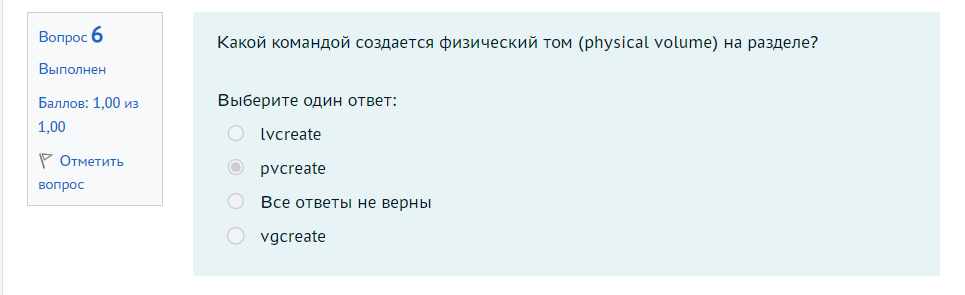 Вопрос 6
Выполнен
Баллов: 1,00 из
1,00
Отметить
вопрос
Какой командой создается физический том (physical volume) на разделе?
Выберите один ответ:
lvcreate
pvcreate
Все ответы не верны
vgcreate